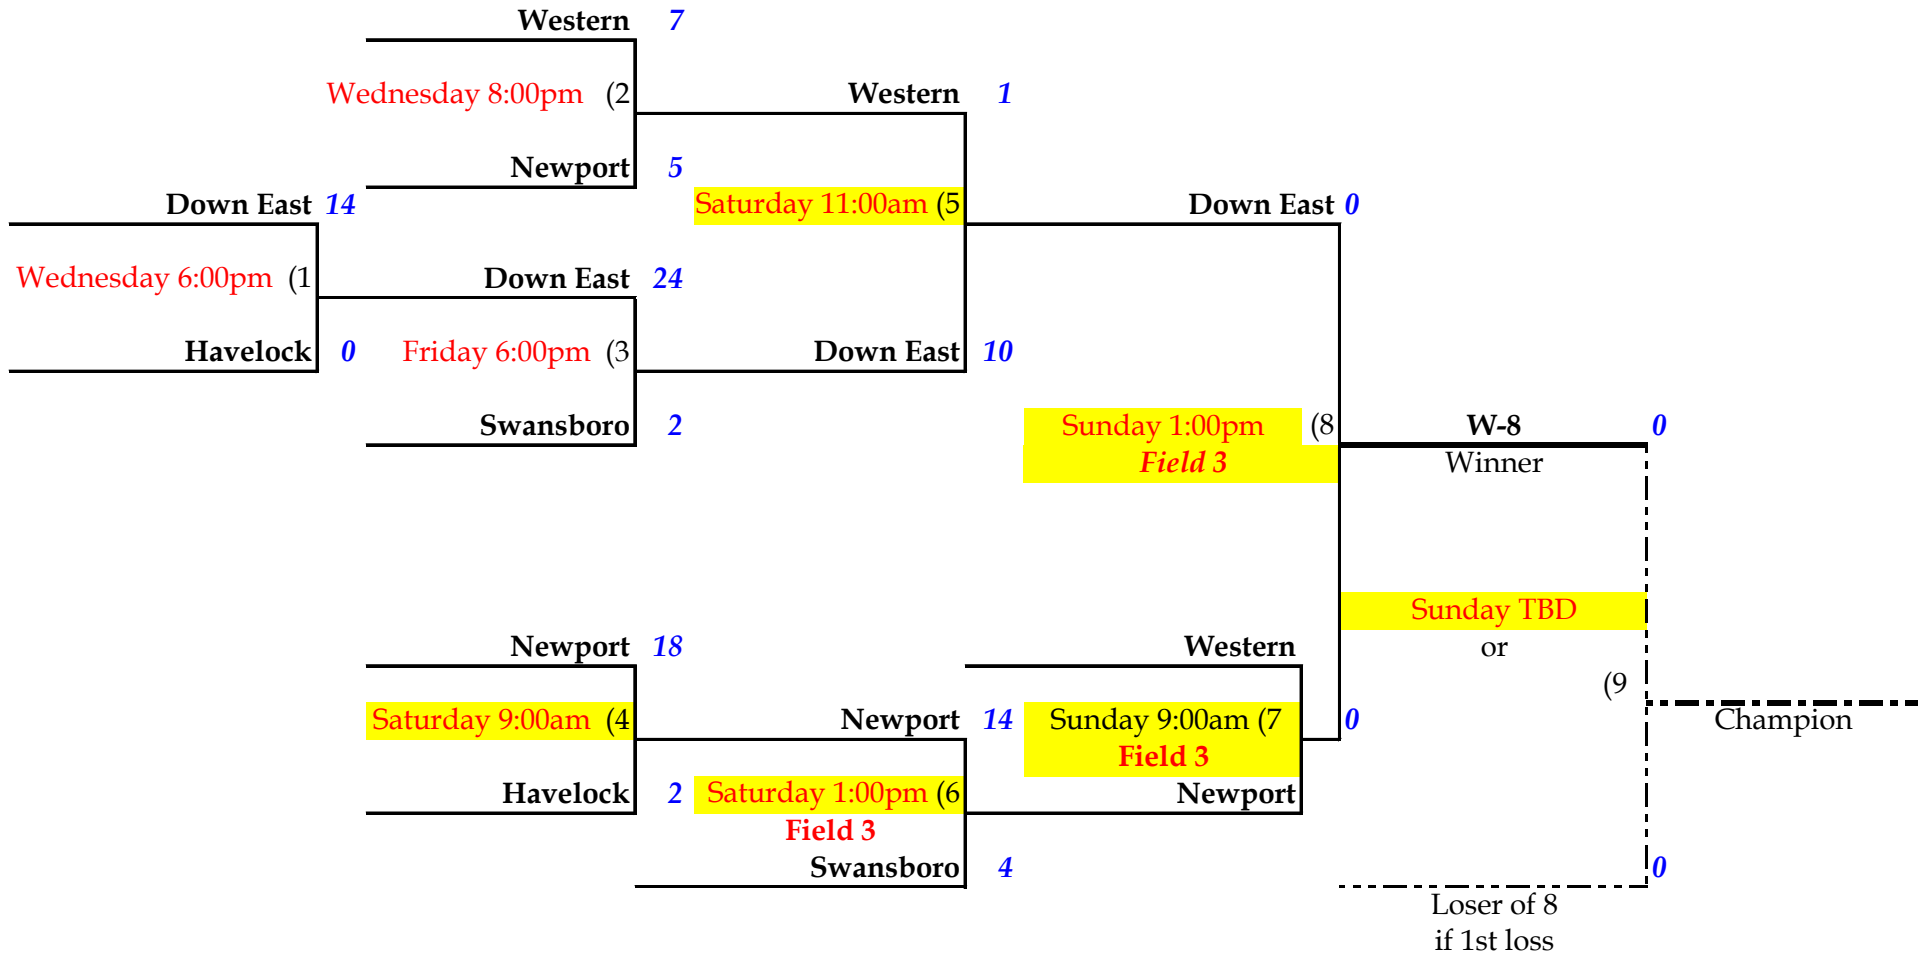 Western 7
Wednesday 8:00pm (2
Western 1
Newport 5
Down East 14
Saturday 11:00am (5
Down East 0
Wednesday 6:00pm (1
Down East 24
Havelock 0
Friday 6:00pm (3
Down East 10
Swansboro 2
Sunday 1:00pm (8
W-8 0
Field 3
Winner
Sunday TBD
Newport 18
Western
or
(9
Saturday 9:00am (4
Newport 14
Sunday 9:00am (7
0
Champion
Field 3
Havelock 2
Saturday 1:00pm (6
Newport
Field 3
Swansboro 4
0
Loser of 8
if 1st loss